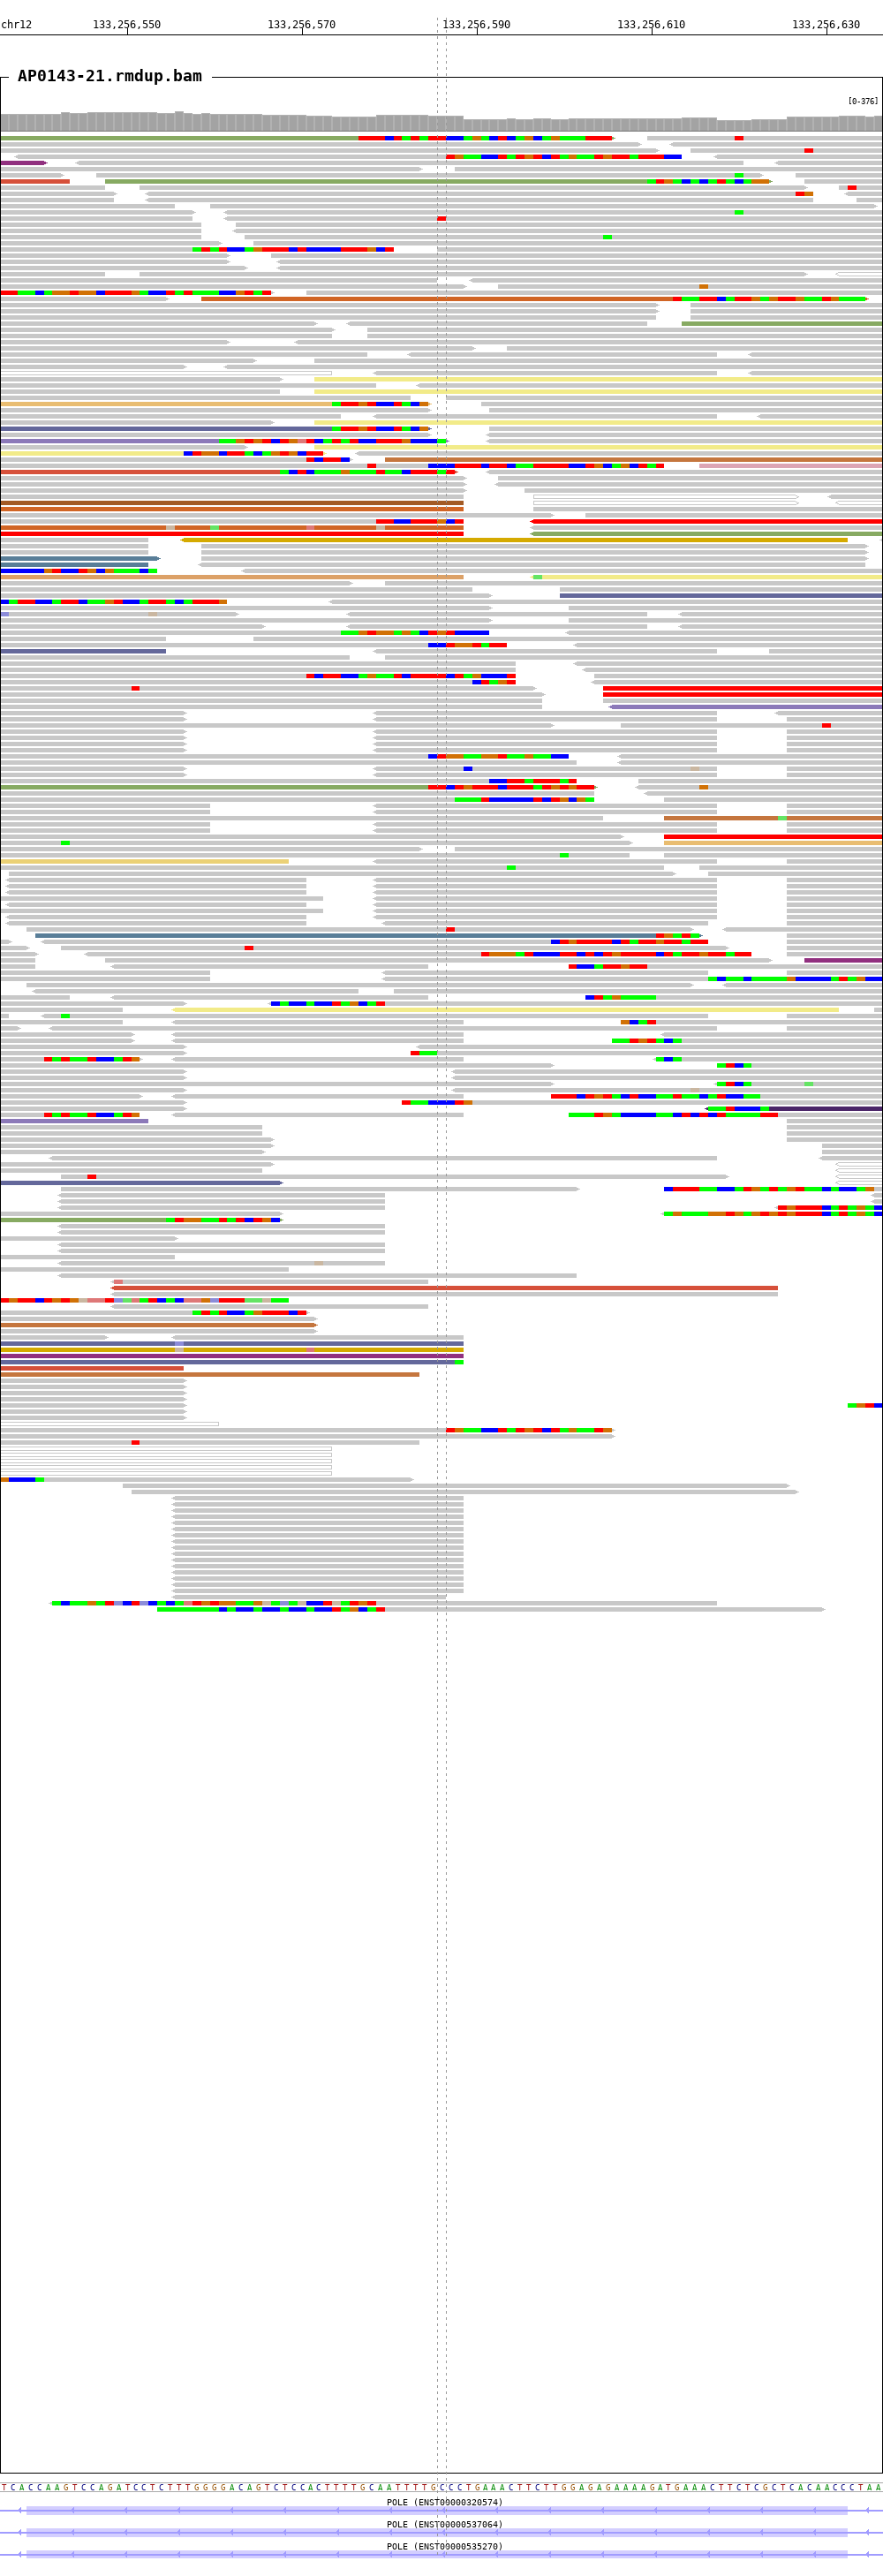 chr12 133,256,550 133,256,570 133,256,590 133,256,610 133,256,630
AP0143-21.rmdup.bam
[0-376]
T C A C C A A G T C C A G A T C C T C T T T G G G G A C A G T C T C C A C T T T T G C A A T T T T G C C C T G A A A C T T C T T G G A G A G A A A A G A T G A A A C T T C T C G C T C A C A A C C C T A A
POLE (ENST00000320574)
POLE (ENST00000537064)
POLE (ENST00000535270)